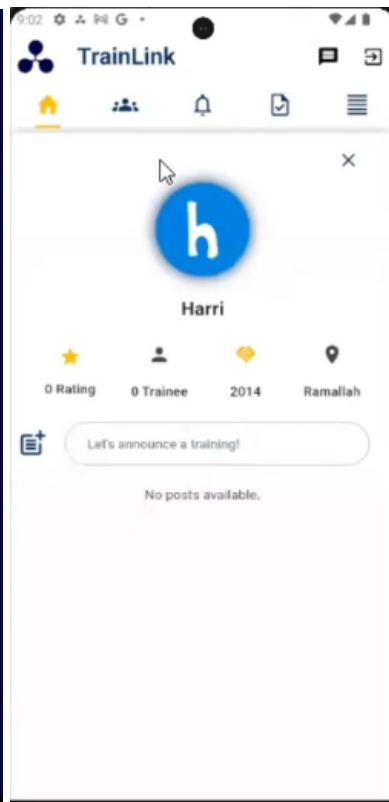 9:02 G
TrainLink
h
Harri
0 Rating 0 Trainee 2014 Ramallah
Let's announce a training!
No posts available.